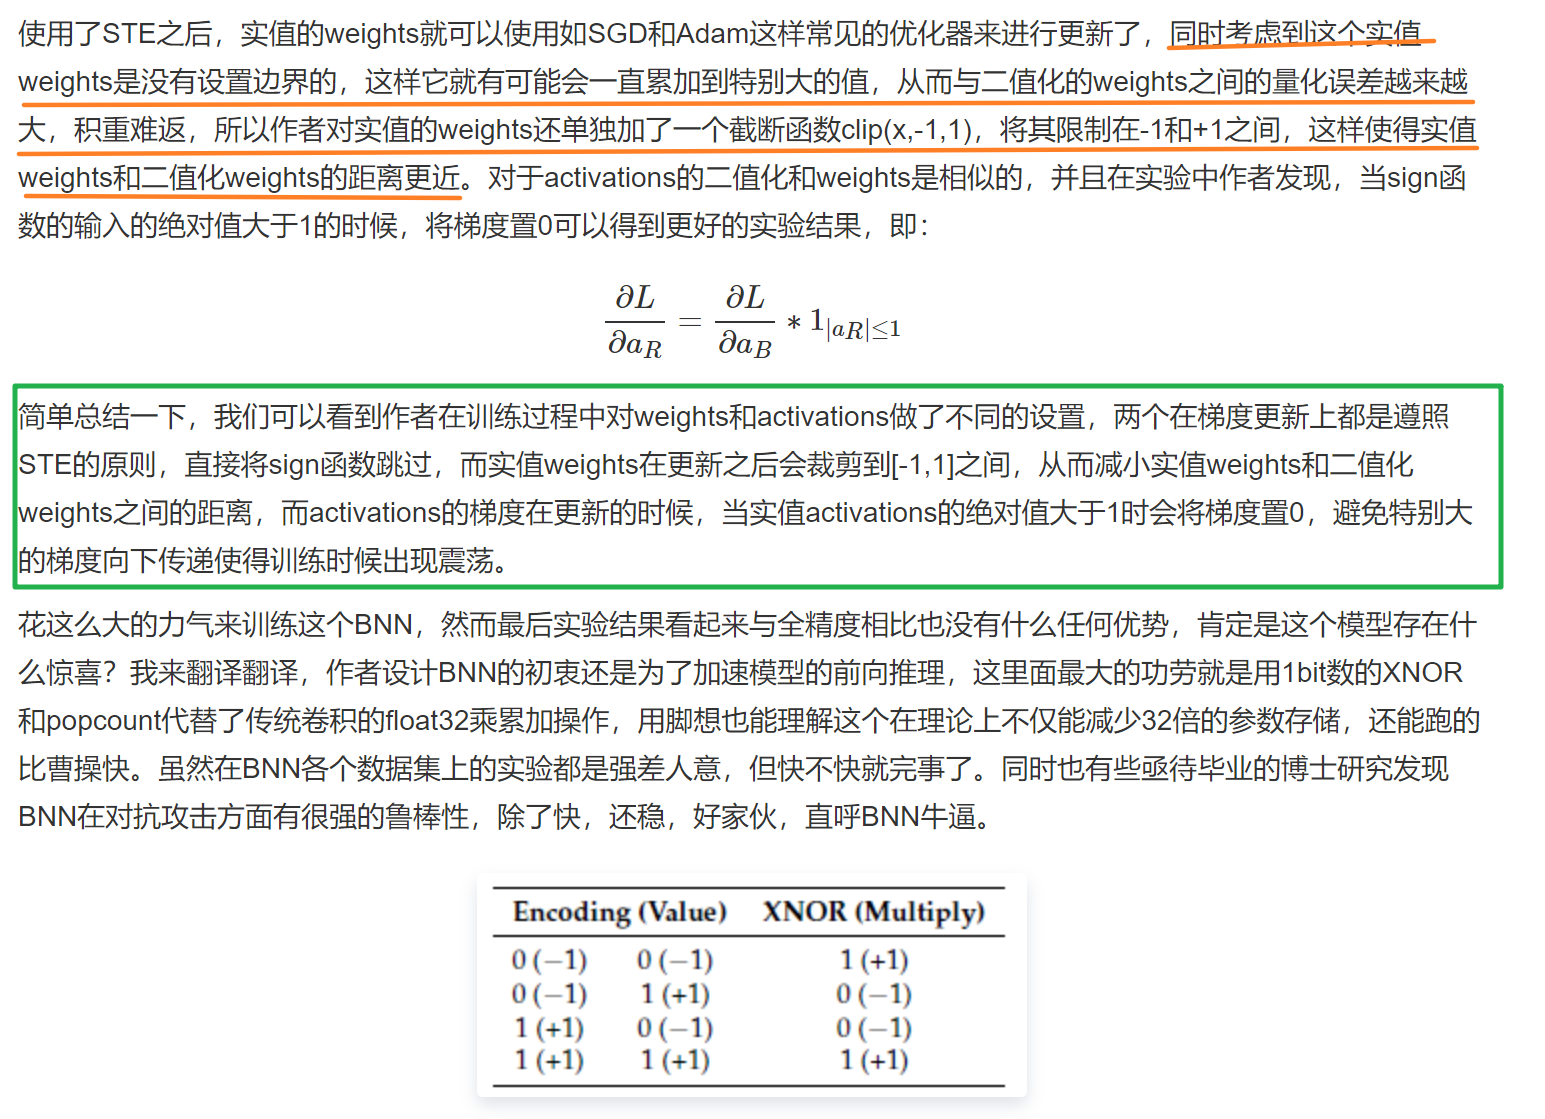 使用了STE之后，实值的weights就可以使用如SGD和Adam这样常见的优化器来进行更新了，同时考虑到这个实值
weights是没有设置边界的，这样它就有可能会一直累加到特别大的值，从而与二值化的weights之间的量化误差越来越
大，积重难返，所以作者对实值的weights还单独加了一个截断函数clip(x,-1,1)，将其限制在-1和+1之间，这样使得实值
weights和二值化weights的距离更近。对于activations的二值化和weights是相似的，并且在实验中作者发现，当sign函
数的输入的绝对值大于1的时候，将梯度置0可以得到更好的实验结果，即：
∂L/∂a_R = ∂L/∂a_B * 1_{|aR|≤1}
简单总结一下，我们可以看到作者在训练过程中对weights和activations做了不同的设置，两个在梯度更新上都是遵照
STE的原则，直接将sign函数跳过，而实值weights在更新之后会裁剪到[-1,1]之间，从而减小实值weights和二值化
weights之间的距离，而activations的梯度在更新的时候，当实值activations的绝对值大于1时会将梯度置0，避免特别大
的梯度向下传递使得训练时候出现震荡。
花这么大的力气来训练这个BNN，然而最后实验结果看起来与全精度相比也没有什么任何优势，肯定是这个模型存在什
么惊喜？我来翻译翻译，作者设计BNN的初衷还是为了加速模型的前向推理，这里面最大的功劳就是用1bit数的XNOR
和popcount代替了传统卷积的float32乘累加操作，用脚想也能理解这个在理论上不仅能减少32倍的参数存储，还能跑的
比曹操快。虽然在BNN各个数据集上的实验都是强差人意，但快不快就完事了。同时也有些亟待毕业的博士研究发现
BNN在对抗攻击方面有很强的鲁棒性，除了快，还稳，好家伙，直呼BNN牛逼。
Encoding (Value) XNOR (Multiply)
0 (−1) 0 (−1) 1 (+1)
0 (−1) 1 (+1) 0 (−1)
1 (+1) 0 (−1) 0 (−1)
1 (+1) 1 (+1) 1 (+1)